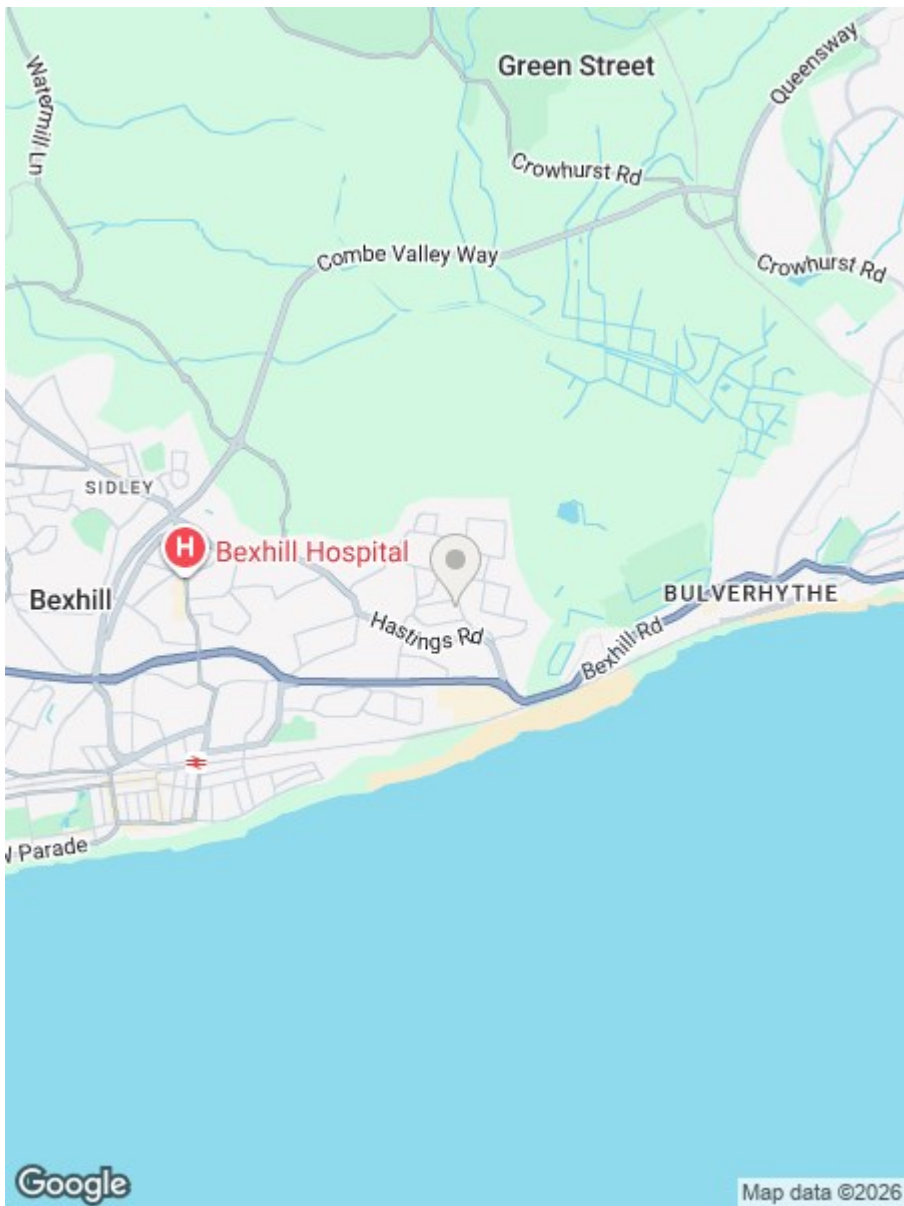 Green Street
Queensway
Watermill Ln
Crowhurst Rd
Combe Valley Way
Crowhurst Rd
SIDLEY
H
Bexhill Hospital
Bexhill
BULVERHYTHE
Hastings Rd
Bexhill Rd
W Parade
Google
Map data ©2026